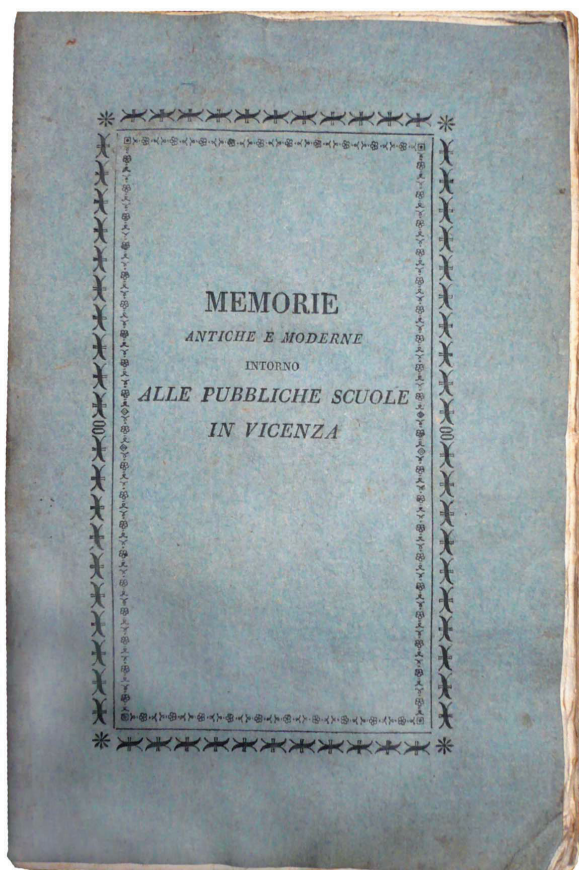 MEMORIE
ANTICHE E MODERNE
INTORNO
ALLE PUBBLICHE SCUOLE
IN VICENZA